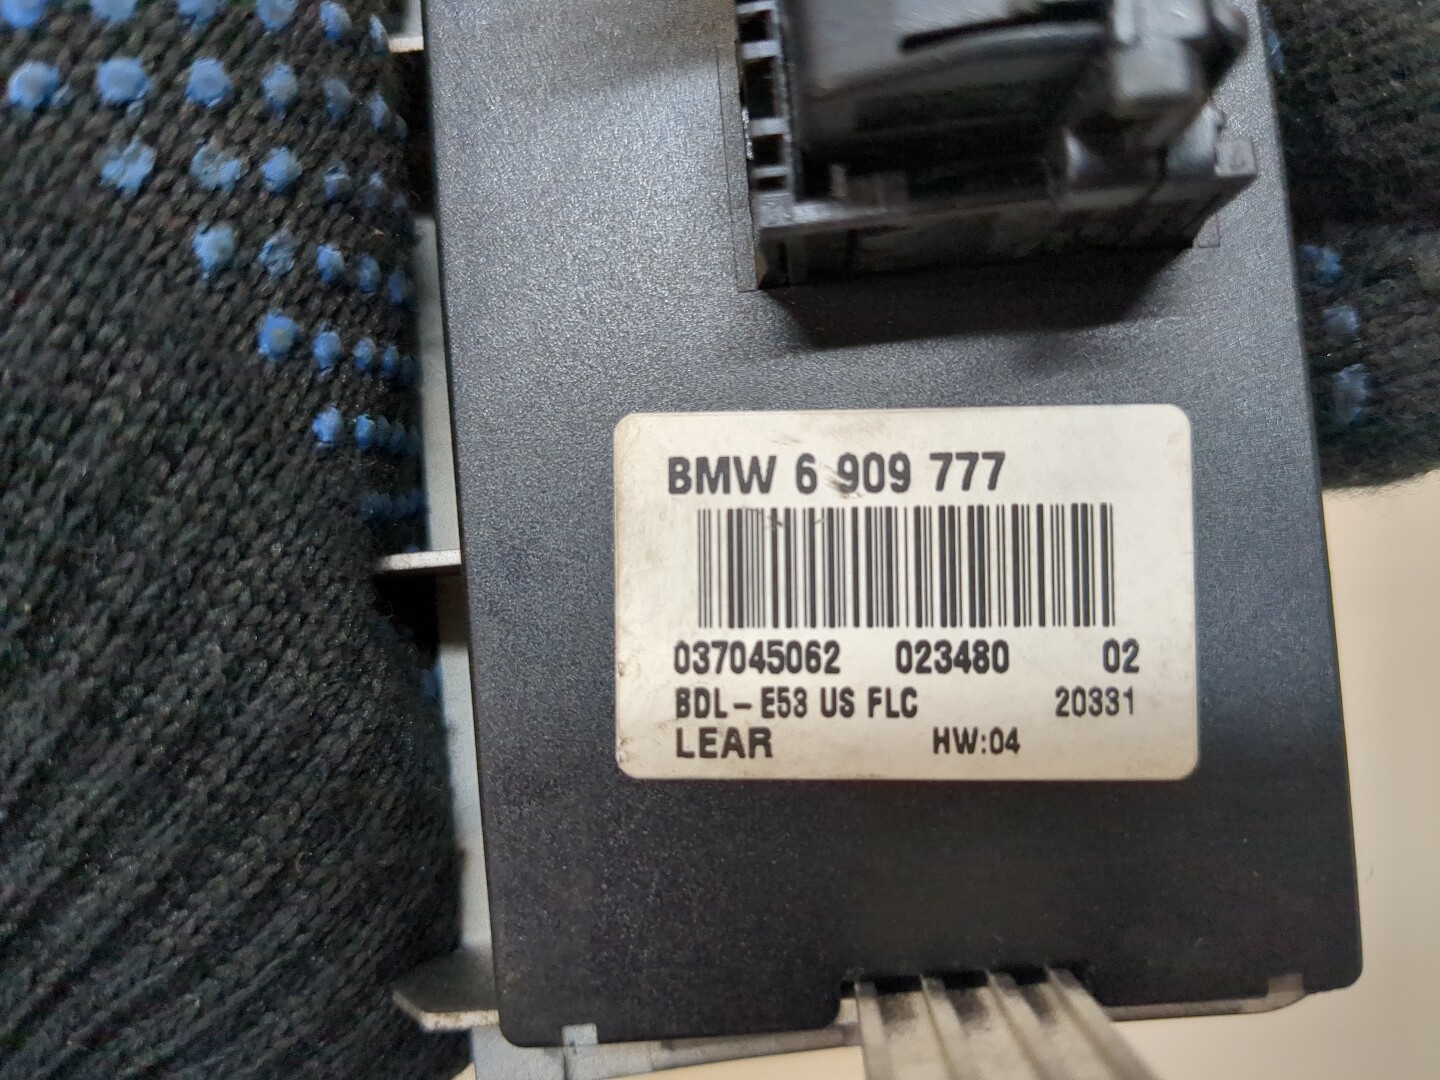 BMW 6 909 777
037045062 023480 02
BDL-E53 US FLC 20331
LEAR HW:04